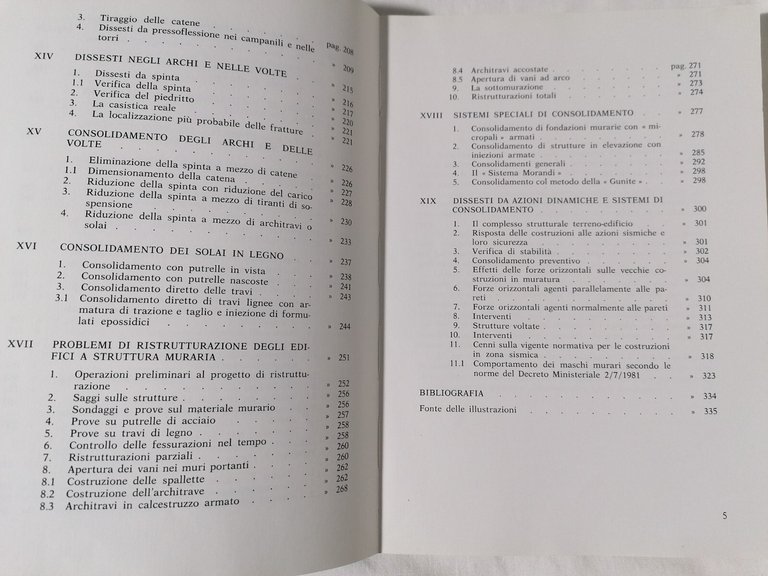 3. Tiraggio delle catene . . . . . . pag. 208
4. Dissesti da pressoflessione nei campanili e nelle
torri . . . . . . . . . . » 209
XIV DISSESTI NEGLI ARCHI E NELLE VOLTE . » 215
1. Dissesti da spinta . . . . . . . » 216
1.1 Verifica della spinta . . . . . . » 217
2. Verifica del piedritto . . . . . . » 220
3. La casistica reale . . . . . . . » 221
4. La localizzazione più probabile delle fratture . » 221
XV CONSOLIDAMENTO DEGLI ARCHI E DELLE
VOLTE . . . . . . . . . . » 226
1. Eliminazione della spinta a mezzo di catene . » 226
1.1 Dimensionamento della catena . . . . » 227
2. Riduzione della spinta con riduzione del carico » 228
3. Riduzione della spinta a mezzo di tiranti di so-
spensione . . . . . . . . . » 230
4. Riduzione della spinta a mezzo di architravi o
solai . . . . . . . . . . » 233
XVI CONSOLIDAMENTO DEI SOLAI IN LEGNO . » 237
1. Consolidamento con putrelle in vista . . . » 238
2. Consolidamento con putrelle nascoste . . . » 241
3. Consolidamento diretto delle travi . . . » 243
3.1 Consolidamento diretto di travi lignee con ar-
matura di trazione e taglio e iniezione di formu-
lati epossidici . . . . . . . . » 244
XVII PROBLEMI DI RISTRUTTURAZIONE DEGLI EDI-
FICI A STRUTTURA MURARIA . . . . . » 251
1. Operazioni preliminari al progetto di ristruttu-
razione . . . . . . . . . » 252
2. Saggi sulle strutture . . . . . . » 256
3. Sondaggi e prove sul materiale murario . . » 256
4. Prove su putrelle di acciaio . . . . . » 257
5. Prove su travi di legno . . . . . . » 258
6. Controllo delle fessurazioni nel tempo . . . » 258
7. Ristrutturazioni parziali . . . . . . » 260
8. Apertura dei vani nei muri portanti . . . » 260
8.1 Costruzione delle spallette . . . . . » 262
8.2 Costruzione dell'architrave . . . . . » 262
8.3 Architravi in calcestruzzo armato . . . . » 268
8.4 Architravi accostate . . . . . . pag. 271
8.5 Apertura di vani ad arco . . . . . » 271
9. La sottomurazione . . . . . . . » 273
10. Ristrutturazioni totali . . . . . . » 274
XVIII SISTEMI SPECIALI DI CONSOLIDAMENTO . » 277
1. Consolidamento di fondazioni murarie con « mi-
cropali » armati . . . . . . . » 278
2. Consolidamento di strutture in elevazione con
iniezioni armate . . . . . . . » 285
3. Consolidamenti generali . . . . . » 292
4. Il « Sistema Morandi » . . . . . . » 298
5. Consolidamento col metodo della « Gunite » . . » 298
XIX DISSESTI DA AZIONI DINAMICHE E SISTEMI DI
CONSOLIDAMENTO . . . . . . . » 300
1. Il complesso strutturale terreno-edificio . . » 301
2. Risposta delle costruzioni alle azioni sismiche e
loro sicurezza . . . . . . . . » 301
3. Verifica di stabilità . . . . . . . » 302
4. Consolidamento preventivo . . . . . » 304
5. Effetti delle forze orizzontali sulle vecchie co-
struzioni in muratura . . . . . . » 304
6. Forze orizzontali agenti parallelamente alle pa-
reti . . . . . . . . . . » 310
7. Forze orizzontali agenti normalmente alle pareti » 311
8. Interventi . . . . . . . . . » 313
9. Strutture voltate . . . . . . . » 317
10. Interventi . . . . . . . . . » 317
11. Cenni sulla vigente normativa per le costruzioni
in zona sismica . . . . . . . » 318
11.1 Comportamento dei maschi murari secondo le
norme del Decreto Ministeriale 2/7/1981 . . » 323
BIBLIOGRAFIA . . . . . . . . . » 334
Fonte delle illustrazioni . . . . . . . » 335
5